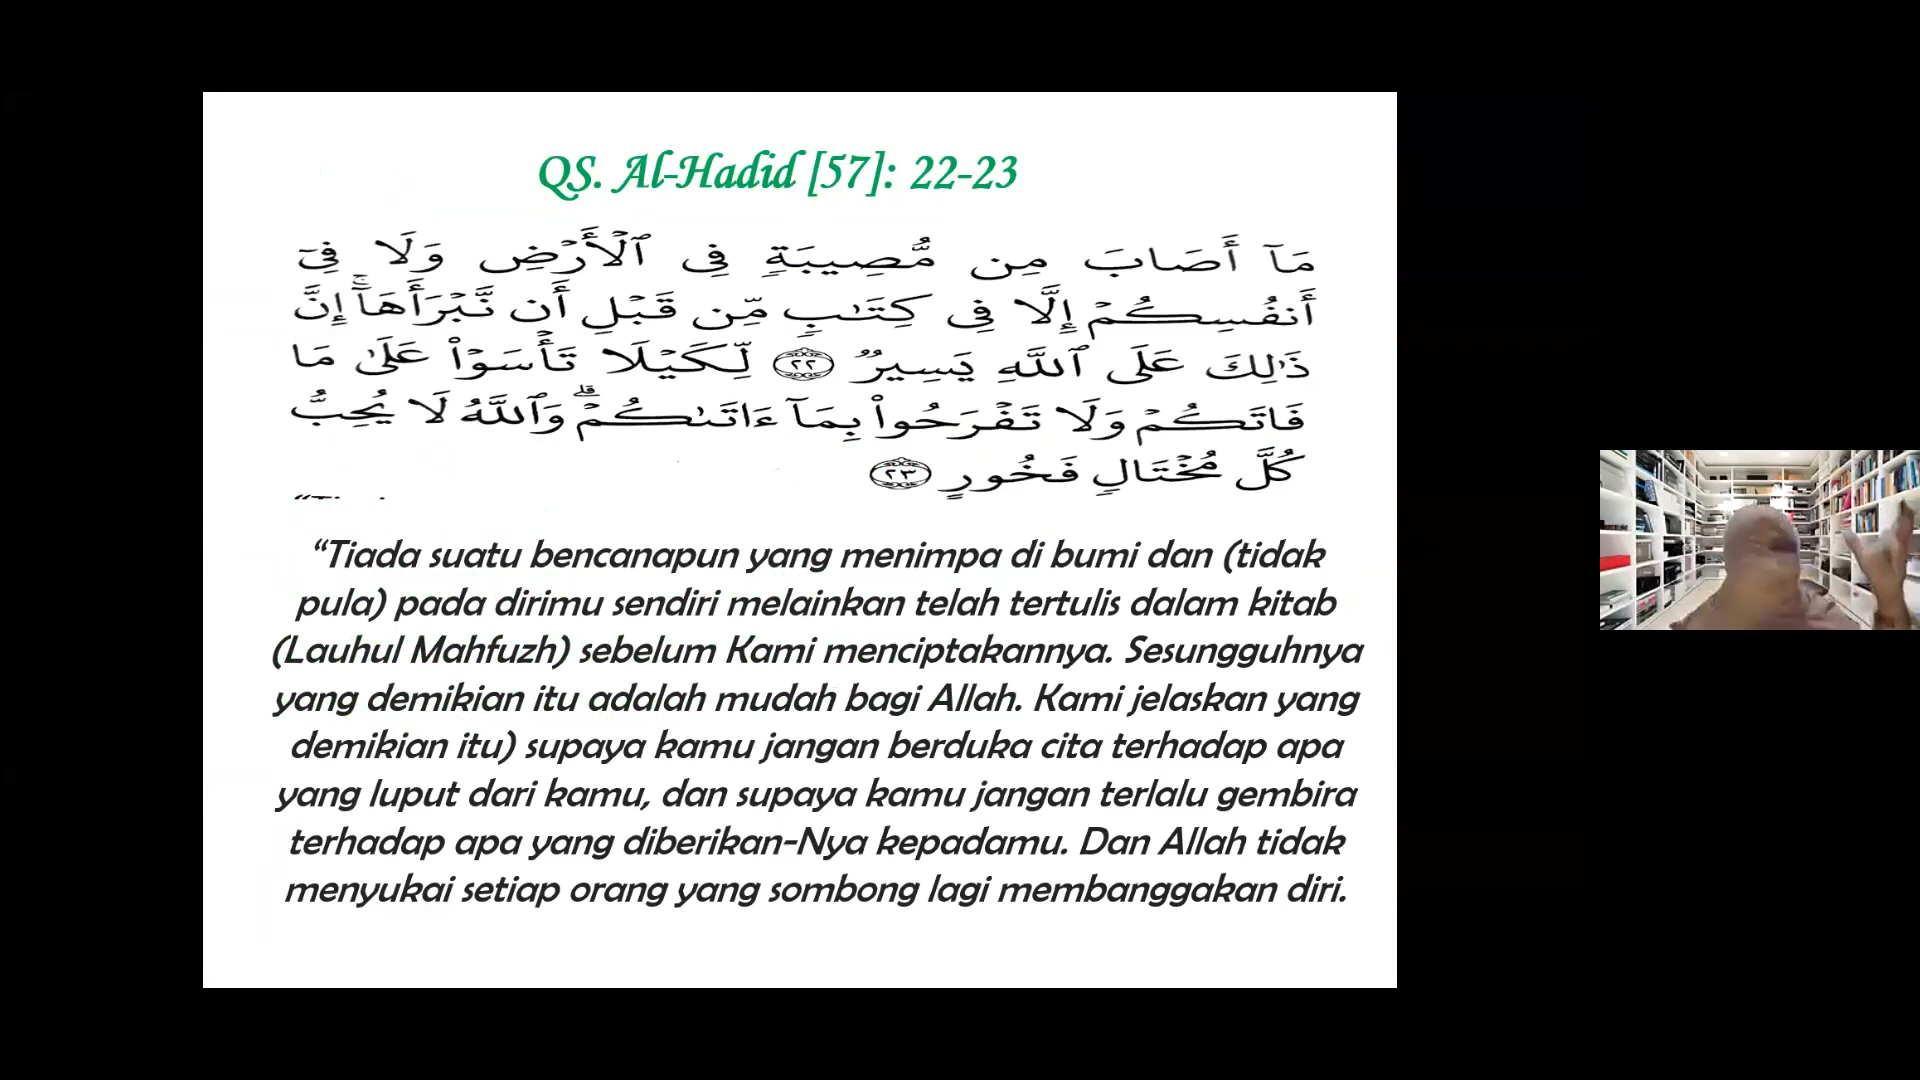 QS. Al-Hadid [57]: 22-23
مَآ أَصَابَ مِن مُّصِيبَةٍ فِى ٱلْأَرْضِ وَلَا فِىٓ
أَنفُسِكُمْ إِلَّا فِى كِتَٰبٍ مِّن قَبْلِ أَن نَّبْرَأَهَآ ۚ إِنَّ
ذَٰلِكَ عَلَى ٱللَّهِ يَسِيرٌ ٢٢ لِّكَيْلَا تَأْسَوْا۟ عَلَىٰ مَا
فَاتَكُمْ وَلَا تَفْرَحُوا۟ بِمَآ ءَاتَىٰكُمْ ۗ وَٱللَّهُ لَا يُحِبُّ
كُلَّ مُخْتَالٍ فَخُورٍ ٢٣
“Tiada suatu bencanapun yang menimpa di bumi dan (tidak
pula) pada dirimu sendiri melainkan telah tertulis dalam kitab
(Lauhul Mahfuzh) sebelum Kami menciptakannya. Sesungguhnya
yang demikian itu adalah mudah bagi Allah. Kami jelaskan yang
demikian itu) supaya kamu jangan berduka cita terhadap apa
yang luput dari kamu, dan supaya kamu jangan terlalu gembira
terhadap apa yang diberikan-Nya kepadamu. Dan Allah tidak
menyukai setiap orang yang sombong lagi membanggakan diri.